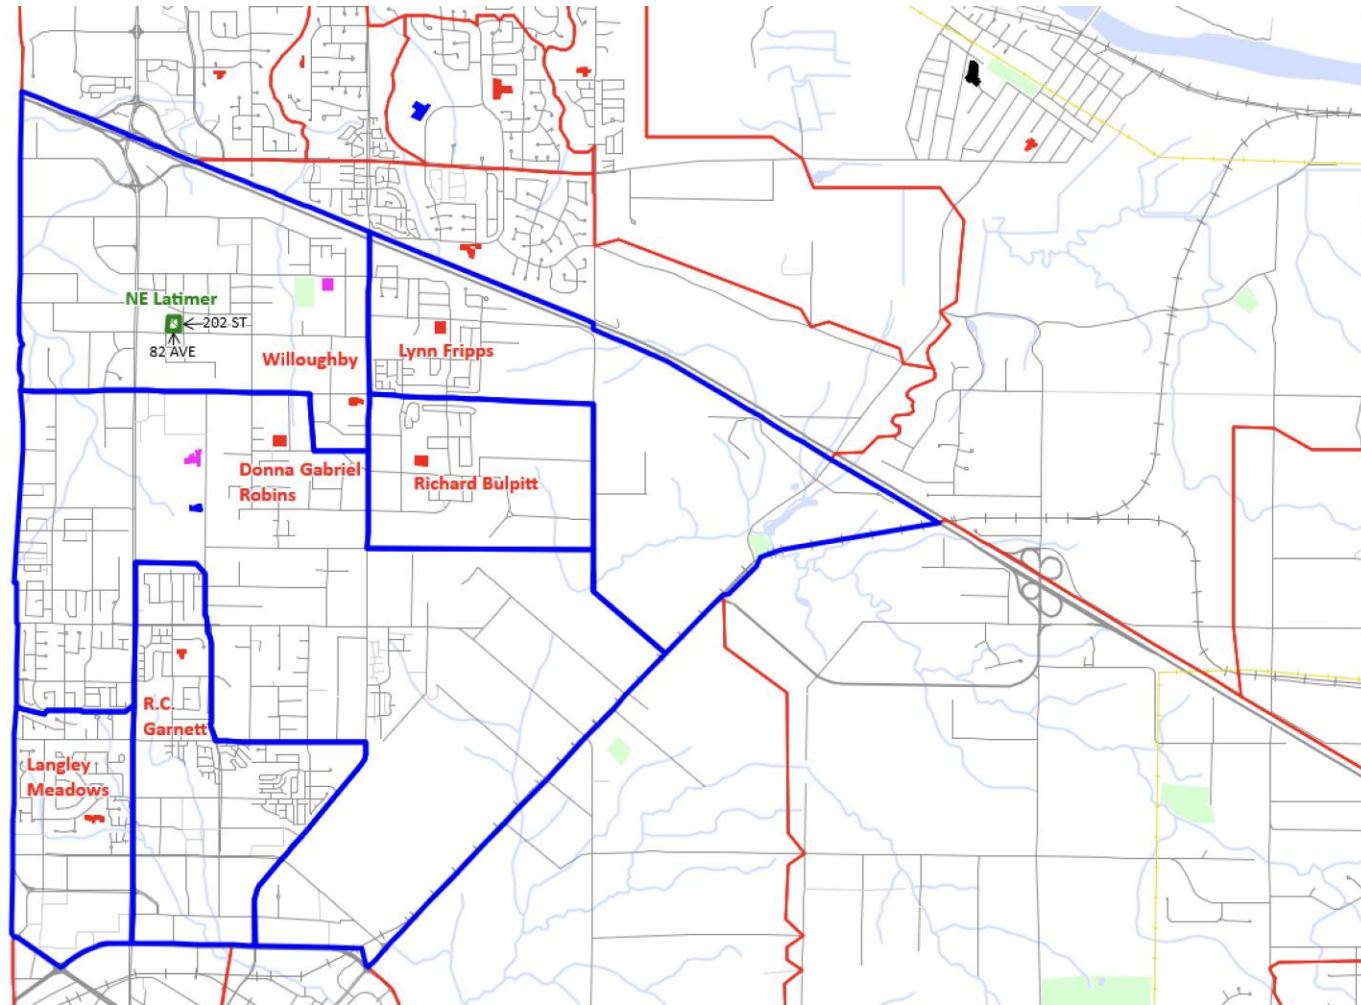 NE Latimer
202 ST
82 AVE
Willoughby
Lynn Fripps
Donna Gabriel
Robins
Richard Bulpitt
R.C.
Garnett
Langley
Meadows